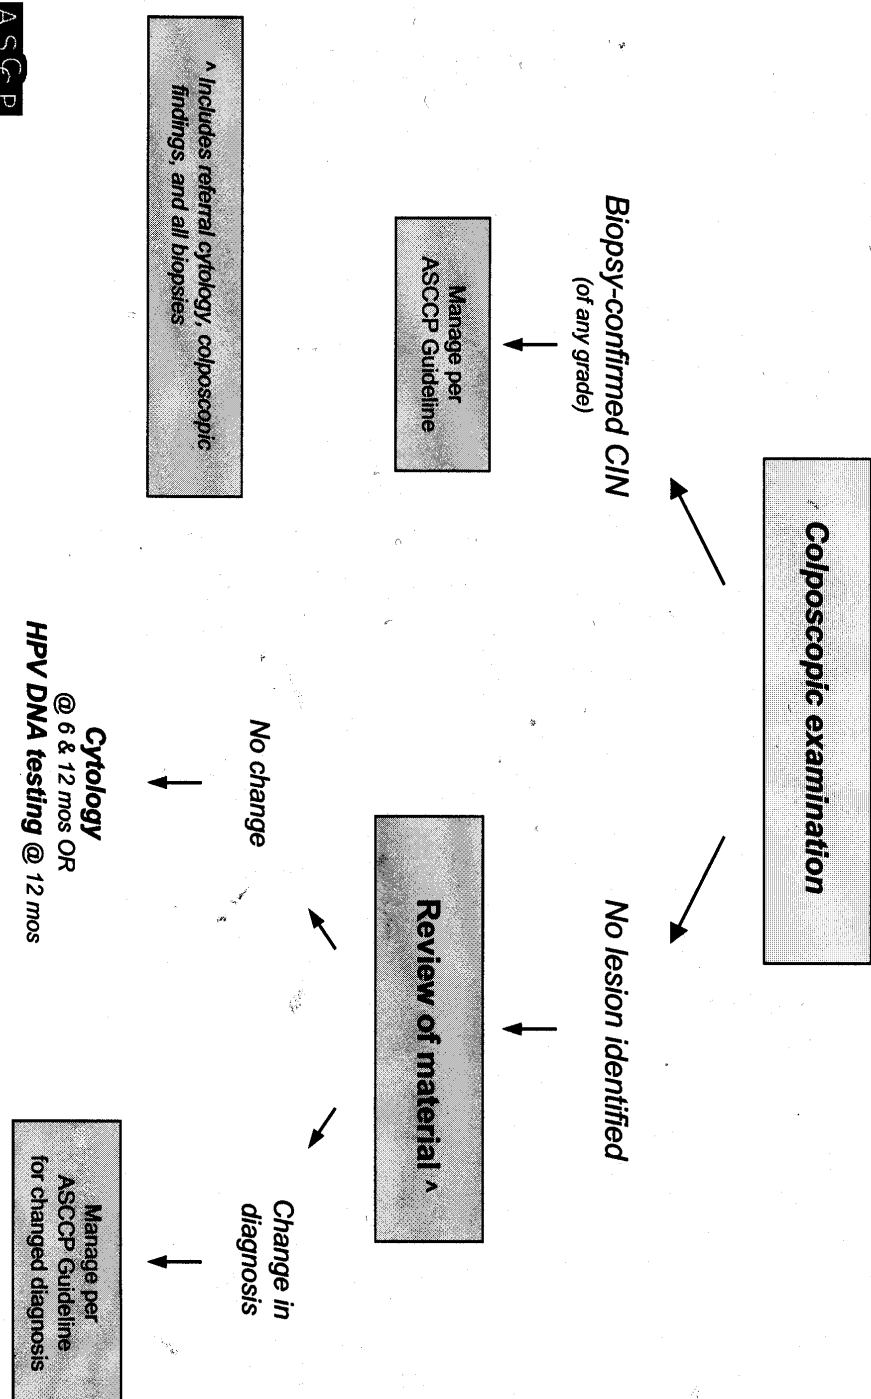 Colposcopic examination
Biopsy-confirmed CIN
(of any grade)
No lesion identified
Manage per
ASCCP Guideline
Review of material ^
No change
Change in
diagnosis
^ Includes referral cytology, colposcopic
findings, and all biopsies
Cytology
@ 6 & 12 mos OR
HPV DNA testing @ 12 mos
Manage per
ASCCP Guideline
for changed diagnosis
ASCCP